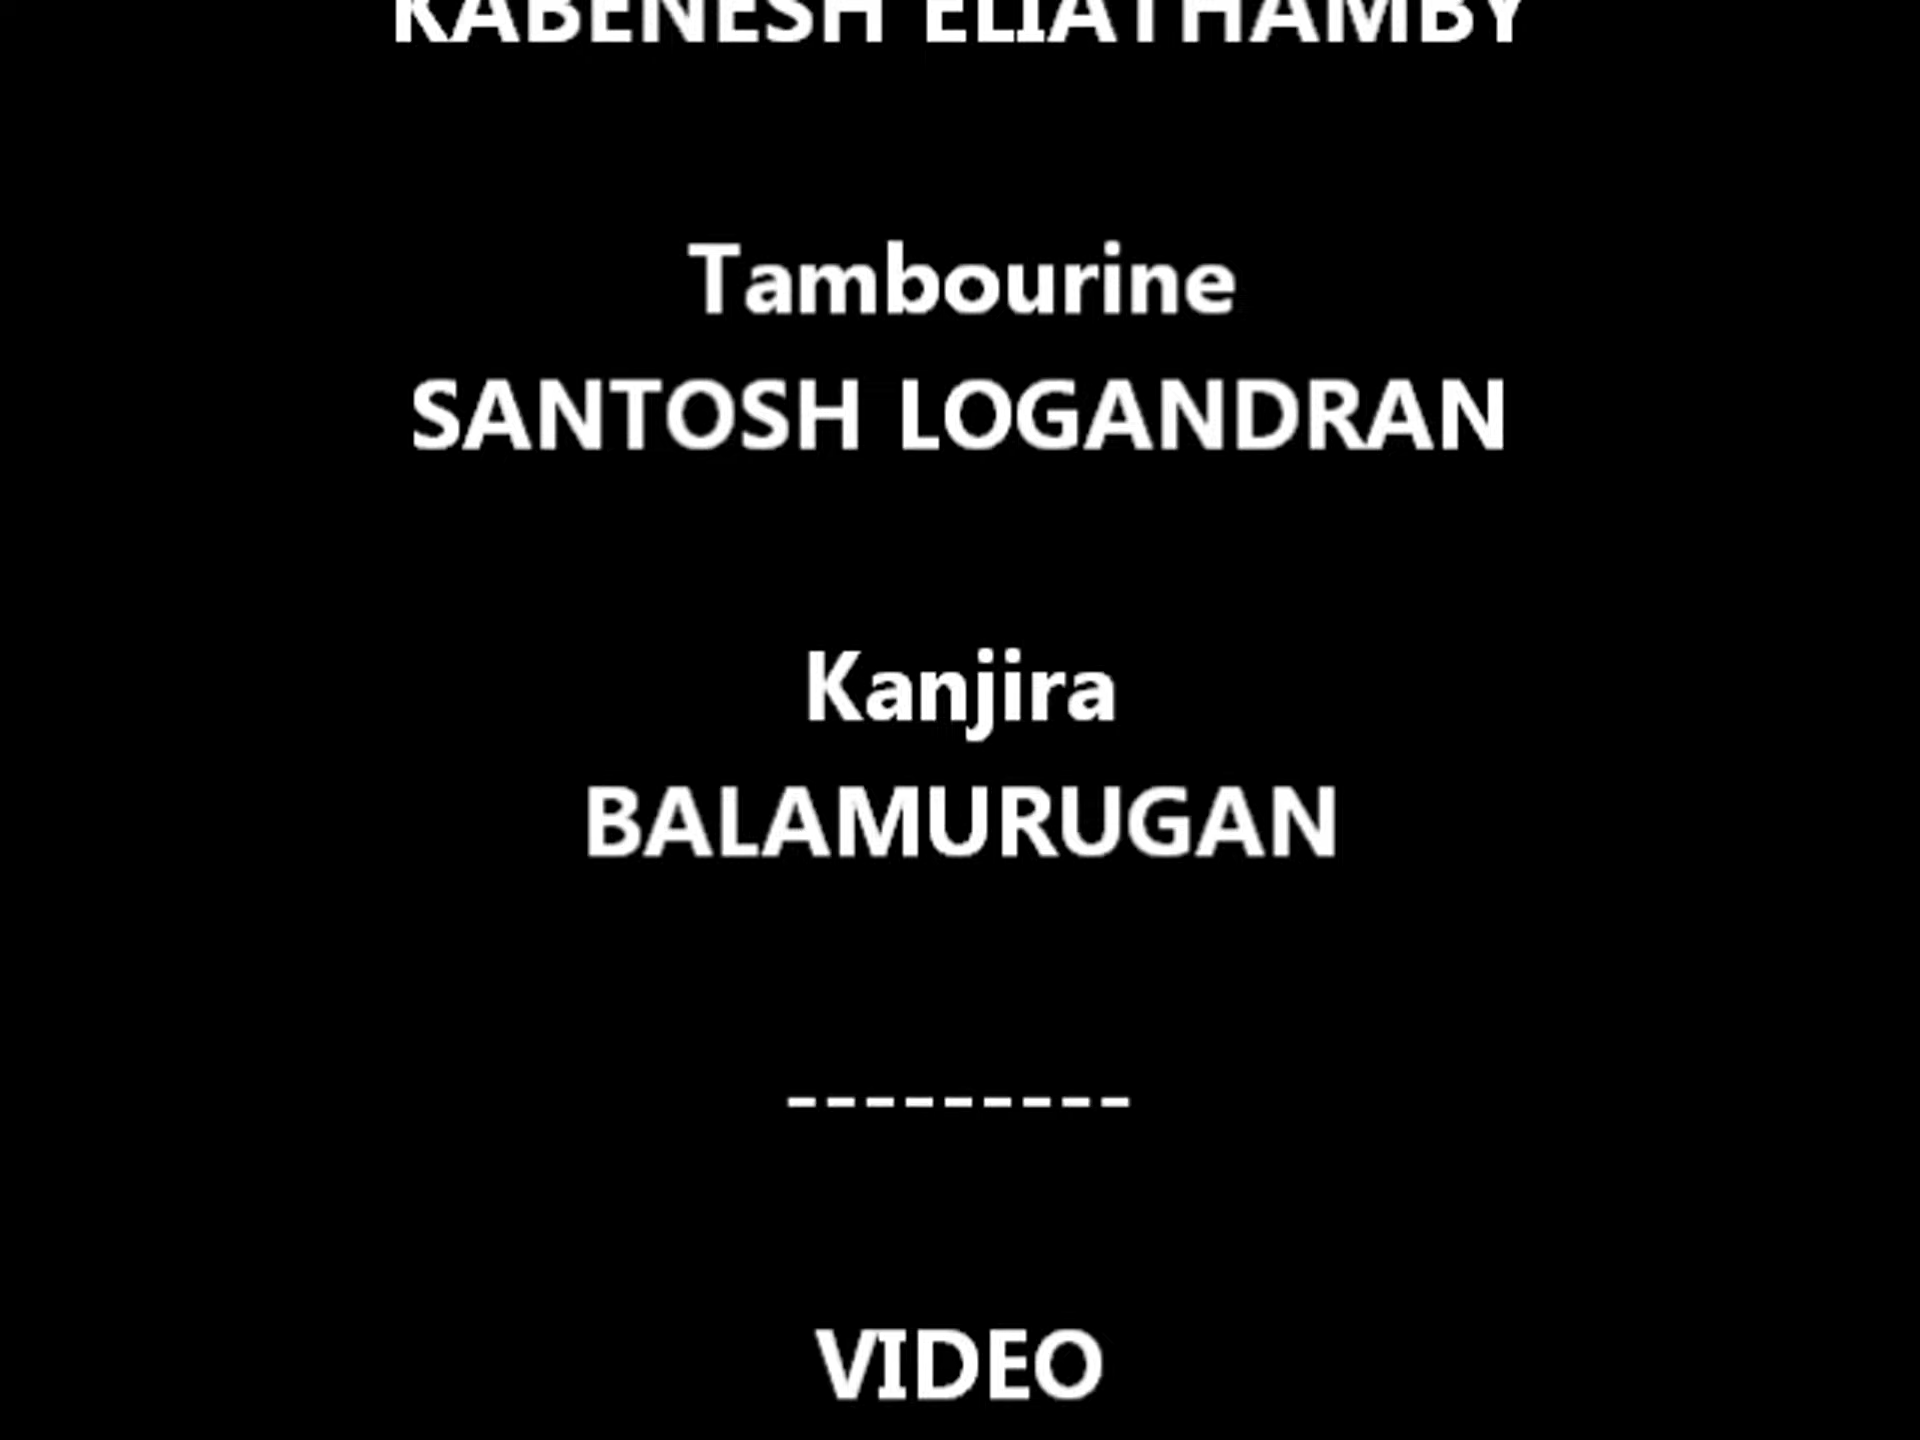 KABENESH ELIATHAMBY
Tambourine
SANTOSH LOGANDRAN
Kanjira
BALAMURUGAN
---------
VIDEO